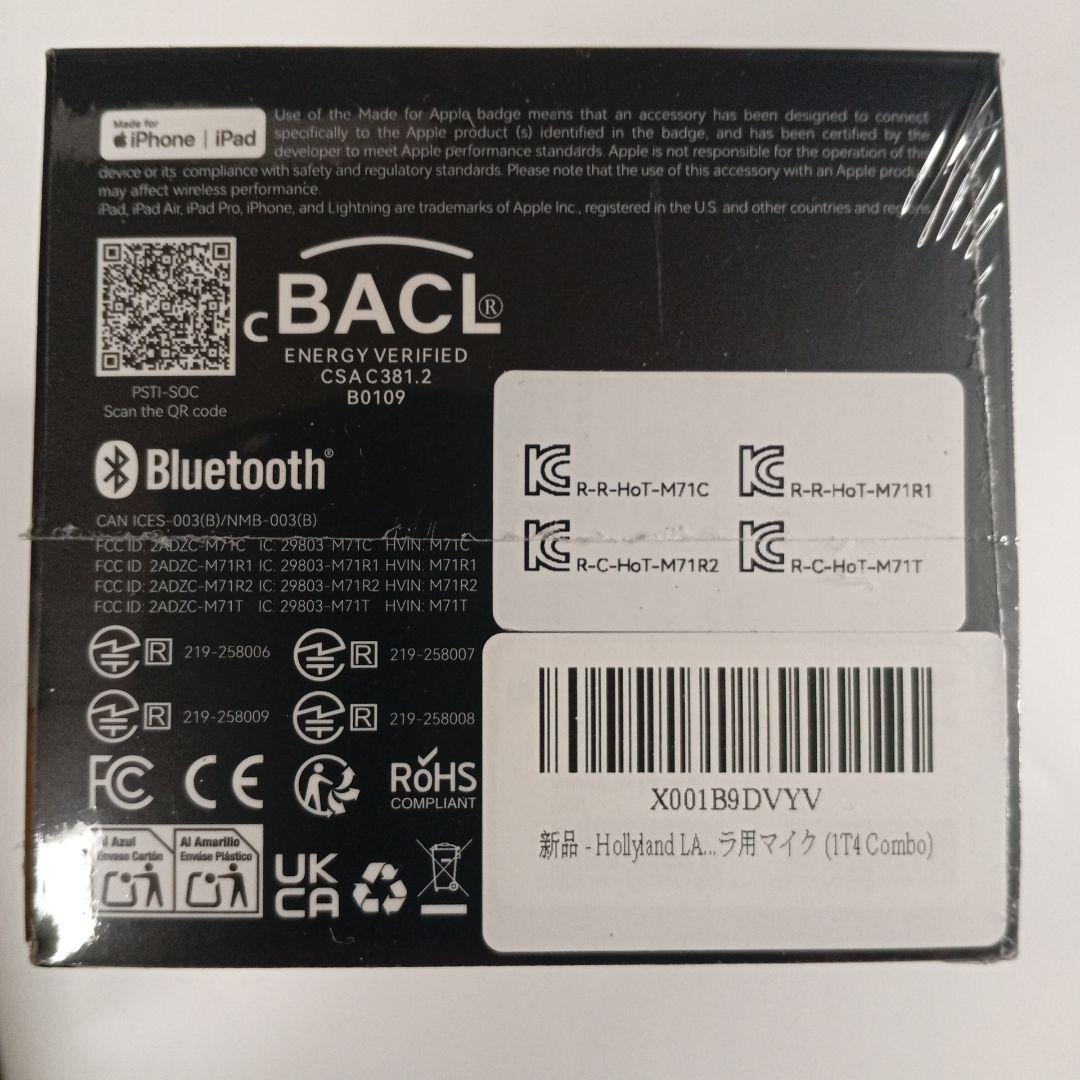 Made for
iPhone | iPad
Use of the Made for Apple badge means that an accessory has been designed to connect
specifically to the Apple product (s) identified in the badge, and has been certified by the
developer to meet Apple performance standards. Apple is not responsible for the operation of the
device or its compliance with safety and regulatory standards. Please note that the use of this accessory with an Apple product
may affect wireless performance.
iPad, iPad Air, iPad Pro, iPhone, and Lightning are trademarks of Apple Inc., registered in the U.S. and other countries and regions
PSTI-SOC
Scan the QR code
C BACL®
ENERGY VERIFIED
CSA C381.2
B0109
Bluetooth®
CAN ICES-003(B)/NMB-003(B)
FCC ID: 2ADZC-M71C IC: 29803-M71C HVIN: M71C
FCC ID: 2ADZC-M71R1 IC: 29803-M71R1 HVIN: M71R1
FCC ID: 2ADZC-M71R2 IC: 29803-M71R2 HVIN: M71R2
FCC ID: 2ADZC-M71T IC: 29803-M71T HVIN: M71T
R-R-HoT-M71C R-R-HoT-M71R1
R-C-HoT-M71R2 R-C-HoT-M71T
R 219-258006 R 219-258007
R 219-258009 R 219-258008
FC CE RoHS
COMPLIANT
Al Azul
Envase Cartón
Al Amarillo
Envase Plástico
UK
CA
X001B9DVYV
新品 - Hollyland LA...ラ用マイク (1T4 Combo)